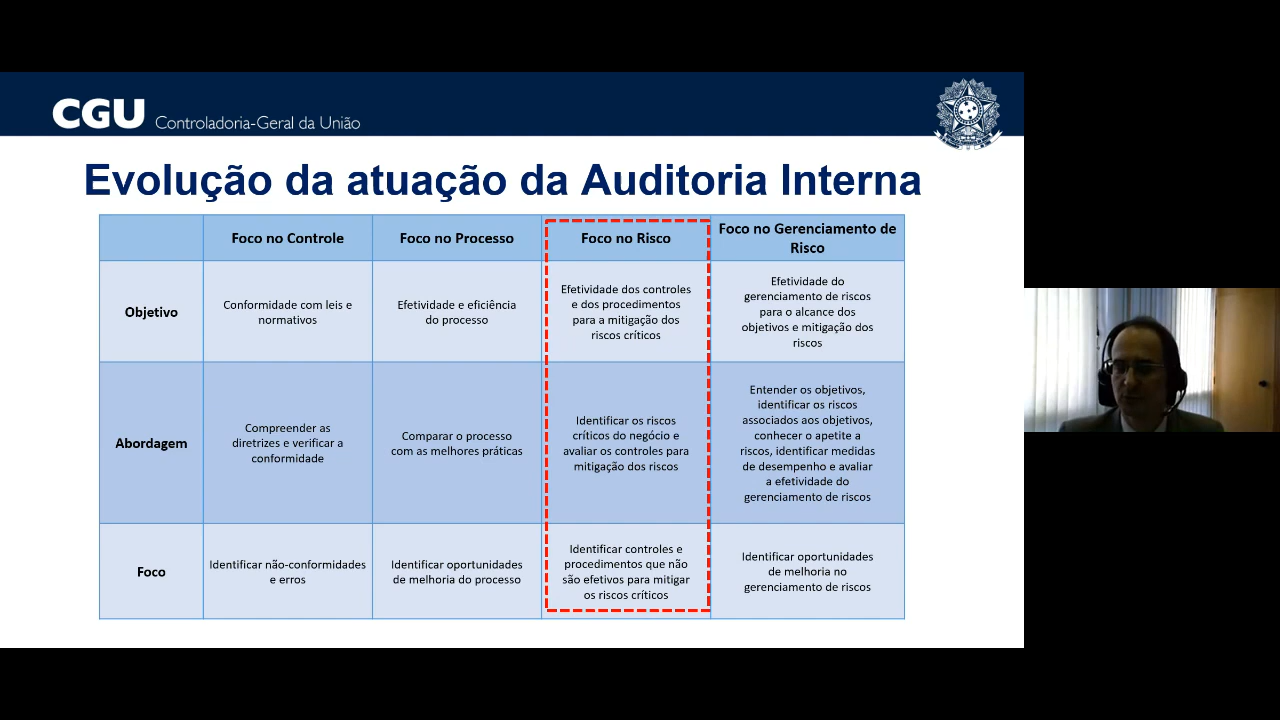 CGU Controladoria-Geral da União
Evolução da atuação da Auditoria Interna
Foco no Controle
Foco no Processo
Foco no Risco
Foco no Gerenciamento de
Risco
Objetivo
Conformidade com leis e
normativos
Efetividade e eficiência
do processo
Efetividade dos controles
e dos procedimentos
para a mitigação dos
riscos críticos
Efetividade do
gerenciamento de riscos
para o alcance dos
objetivos e mitigação dos
riscos
Abordagem
Compreender as
diretrizes e verificar a
conformidade
Comparar o processo
com as melhores práticas
Identificar os riscos
críticos do negócio e
avaliar os controles para
mitigação dos riscos
Entender os objetivos,
identificar os riscos
associados aos objetivos,
conhecer o apetite a
riscos, identificar medidas
de desempenho e avaliar
a efetividade do
gerenciamento de riscos
Foco
Identificar não-conformidades
e erros
Identificar oportunidades
de melhoria do processo
Identificar controles e
procedimentos que não
são efetivos para mitigar
os riscos críticos
Identificar oportunidades
de melhoria no
gerenciamento de riscos